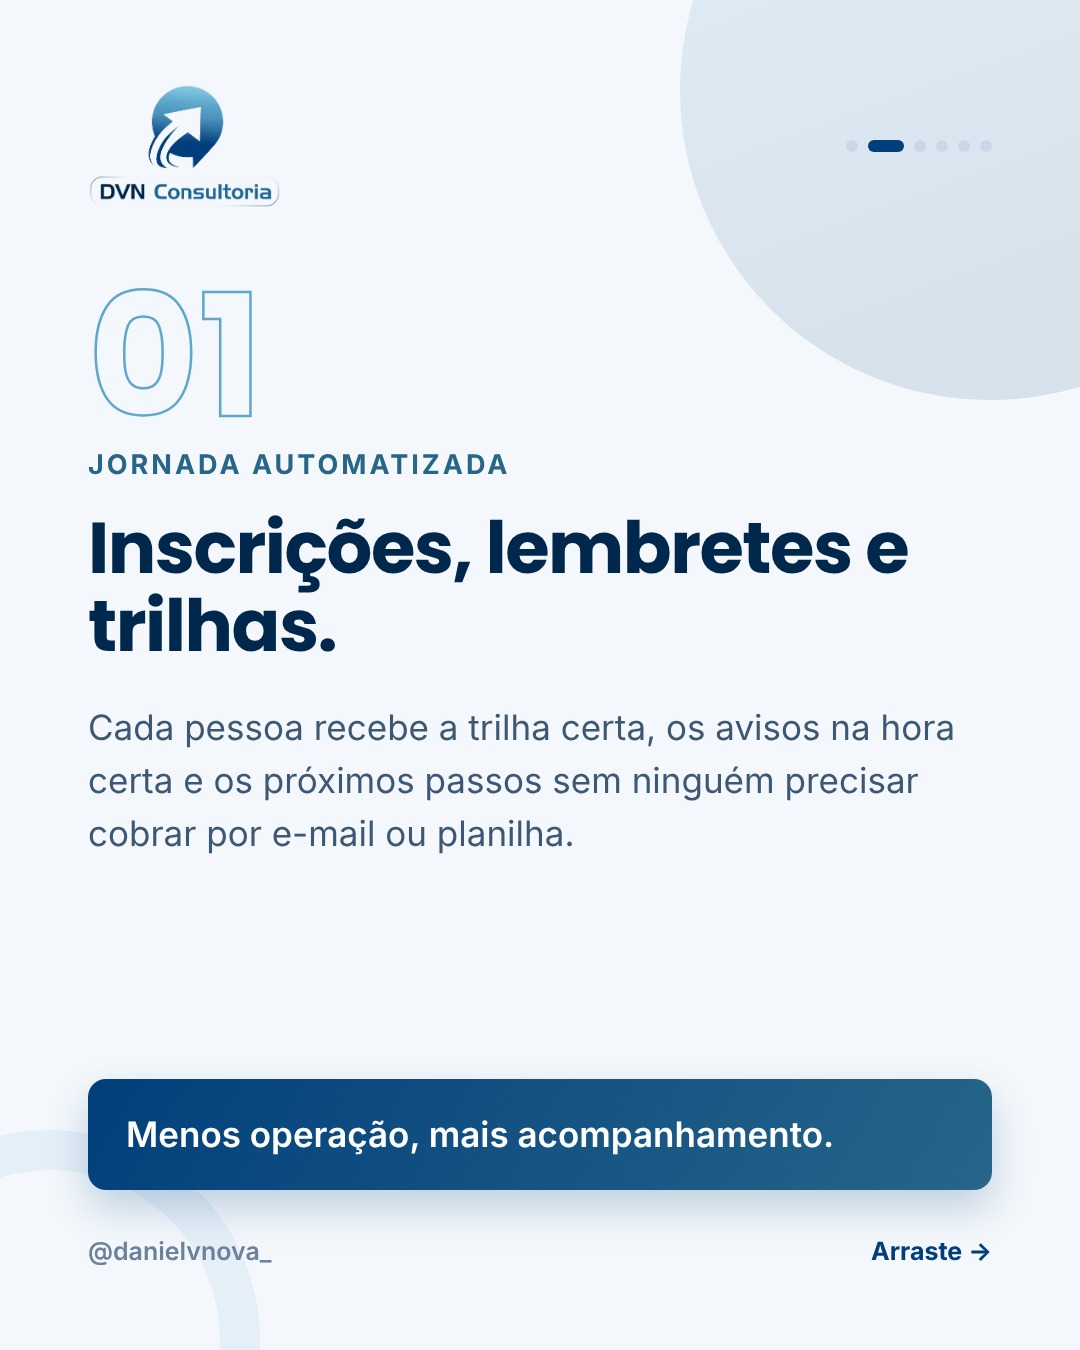 DVN Consultoria
01
JORNADA AUTOMATIZADA
Inscrições, lembretes e
trilhas.
Cada pessoa recebe a trilha certa, os avisos na hora
certa e os próximos passos sem ninguém precisar
cobrar por e-mail ou planilha.
Menos operação, mais acompanhamento.
@danielvnova_
Arraste →